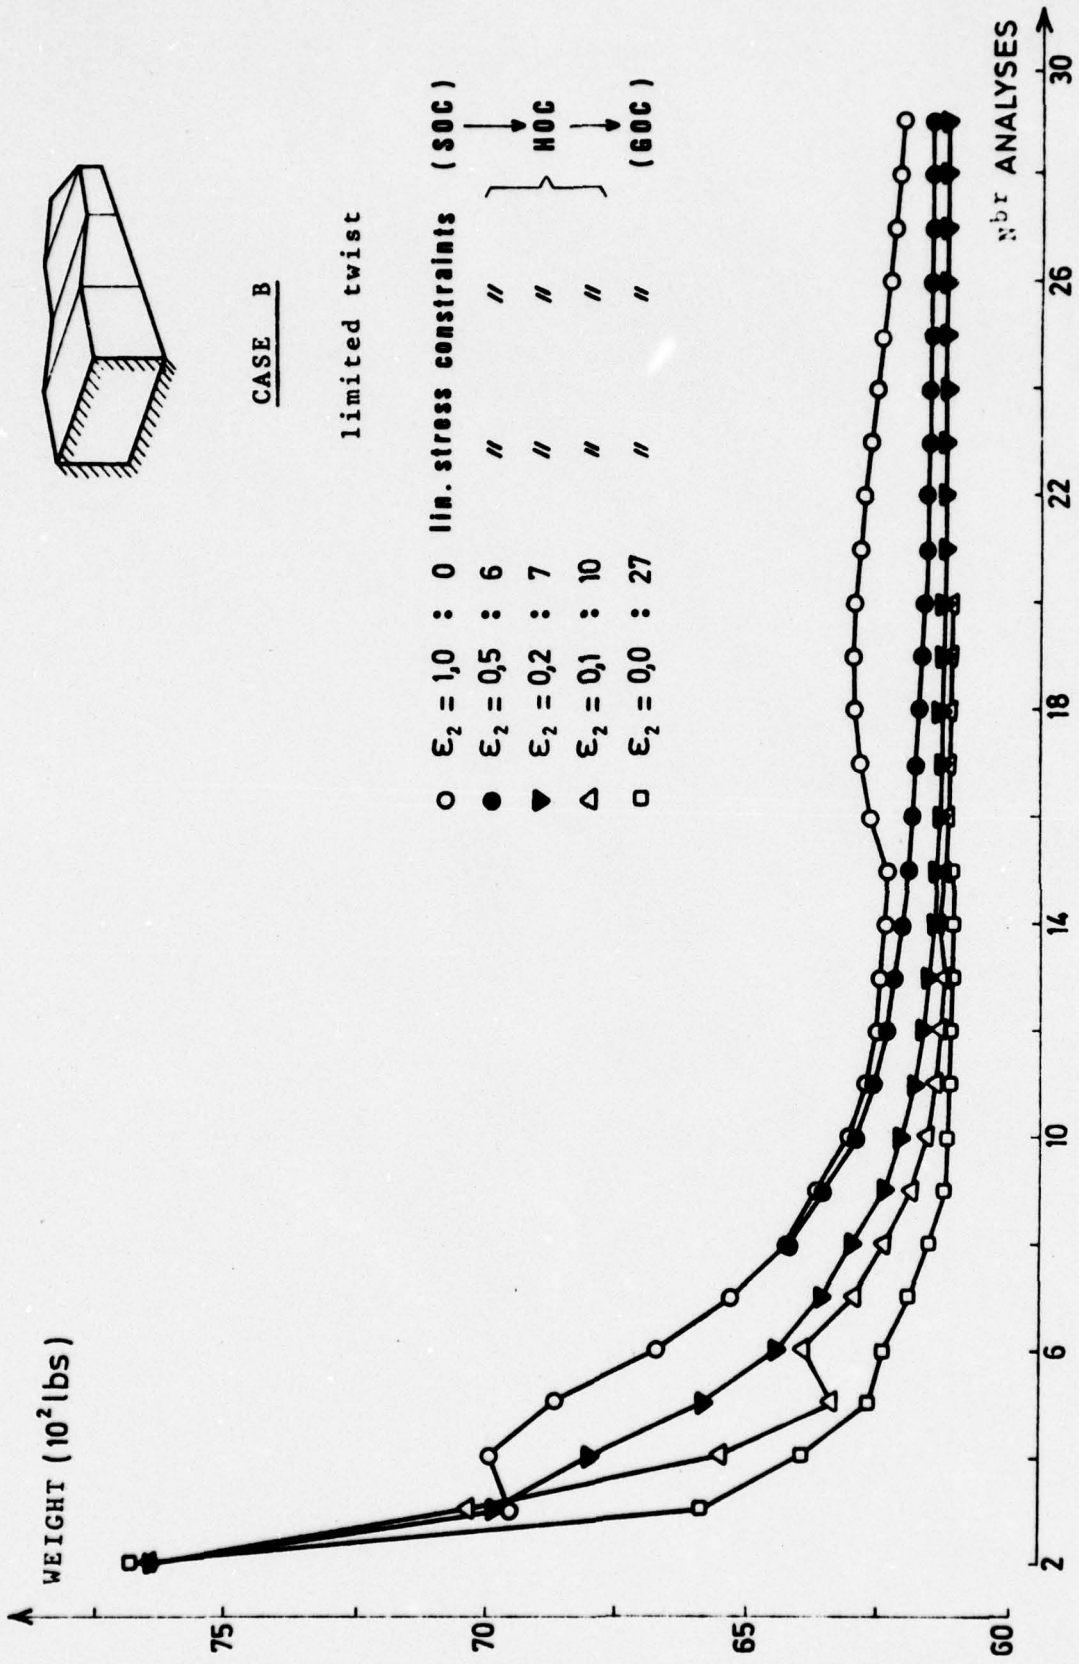 WEIGHT (10² lbs)
75
70
65
60
2
6
10
14
18
22
26
30
Nbr ANALYSES
CASE B
limited twist
ε₂ = 1,0 : 0 lin. stress constraints (SOC)
ε₂ = 0,5 : 6 〃 〃
ε₂ = 0,2 : 7 〃 〃 HOC
ε₂ = 0,1 : 10 〃 〃
ε₂ = 0,0 : 27 〃 〃 (GOC)